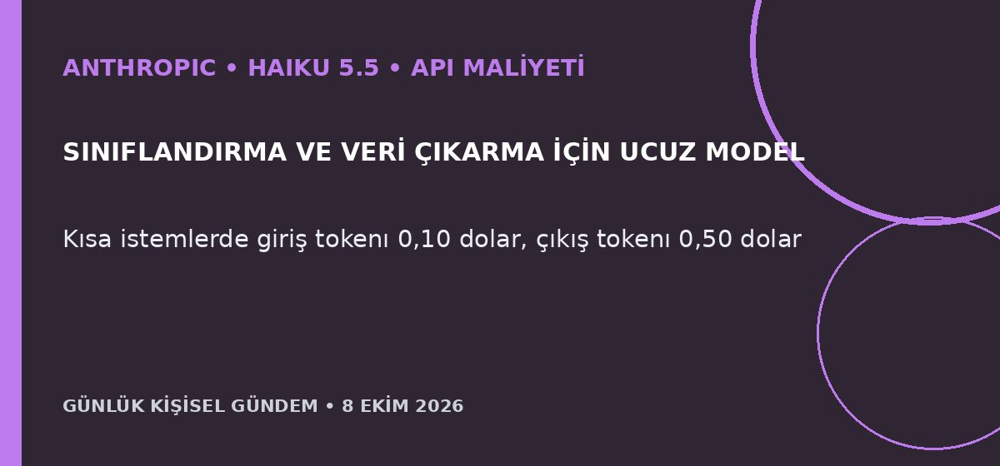 ANTHROPIC • HAIKU 5.5 • API MALİYETİ
SINIFLANDIRMA VE VERİ ÇIKARMA İÇİN UCUZ MODEL
Kısa istemlerde giriş tokenı 0,10 dolar, çıkış tokenı 0,50 dolar
GÜNLÜK KİŞİSEL GÜNDEM • 8 EKİM 2026